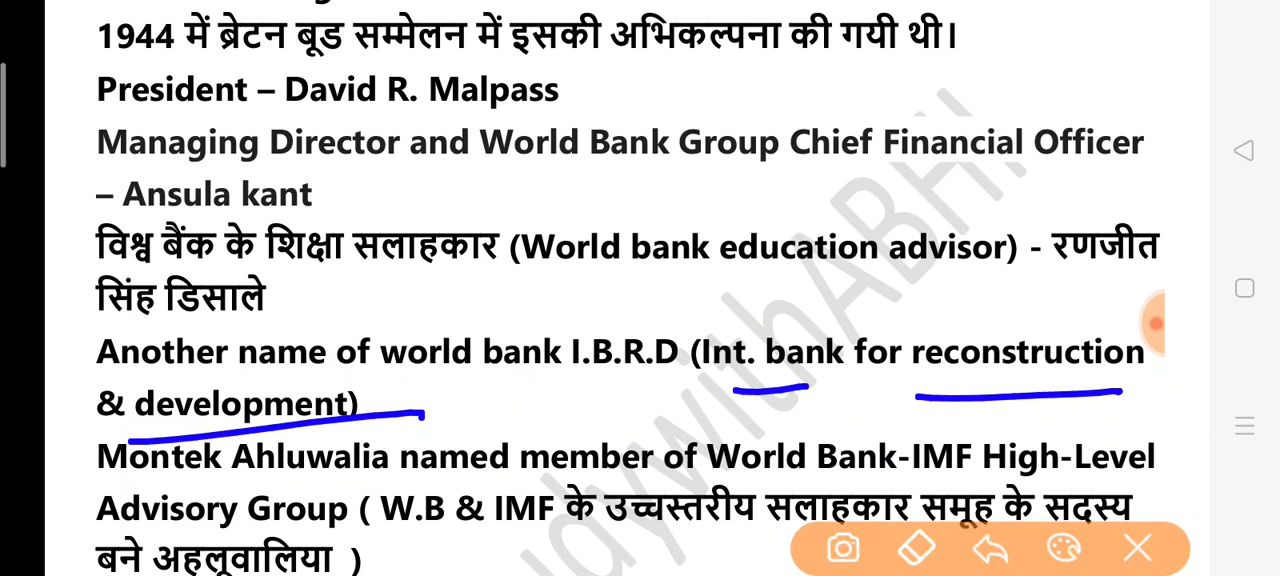 1944 में ब्रेटन वूड सम्मेलन में इसकी अभिकल्पना की गयी थी।
President – David R. Malpass
Managing Director and World Bank Group Chief Financial Officer
– Ansula kant
विश्व बैंक के शिक्षा सलाहकार (World bank education advisor) - रणजीत
सिंह डिसाले
Another name of world bank I.B.R.D (Int. bank for reconstruction
& development)
Montek Ahluwalia named member of World Bank-IMF High-Level
Advisory Group ( W.B & IMF के उच्चस्तरीय सलाहकार समूह के सदस्य
बने अहलूवालिया )